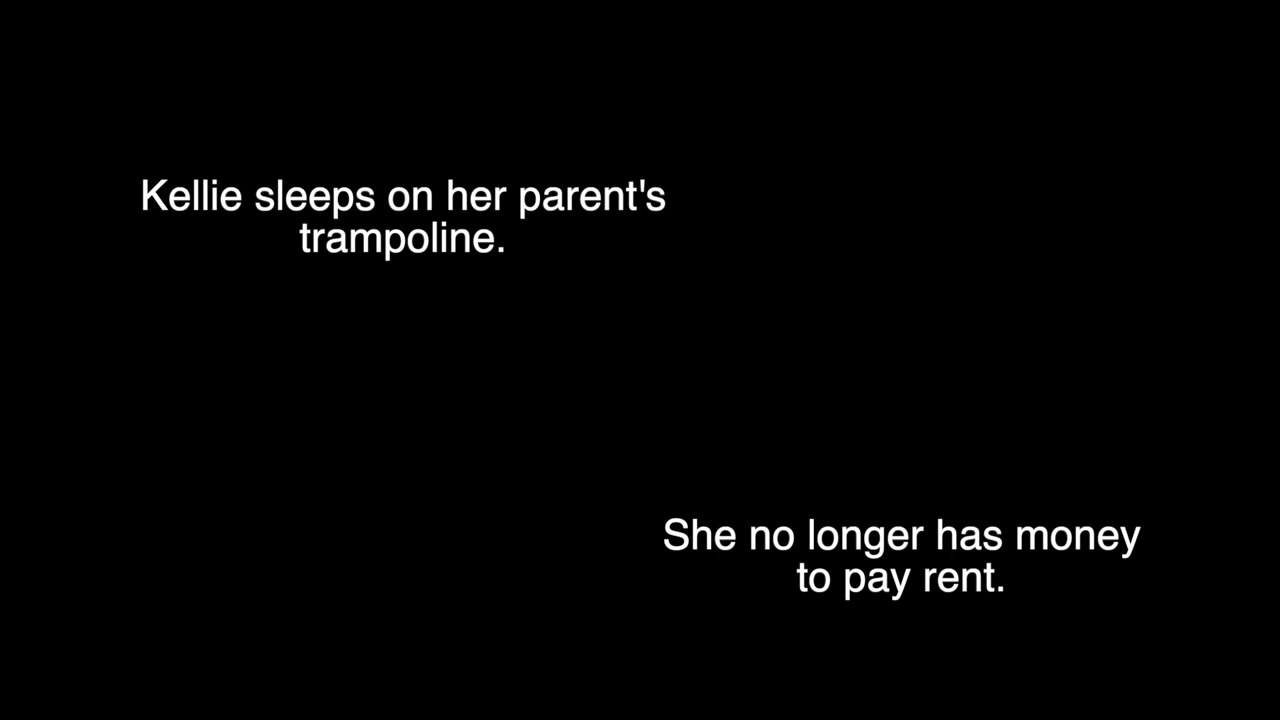 Kellie sleeps on her parent's
trampoline.
She no longer has money
to pay rent.